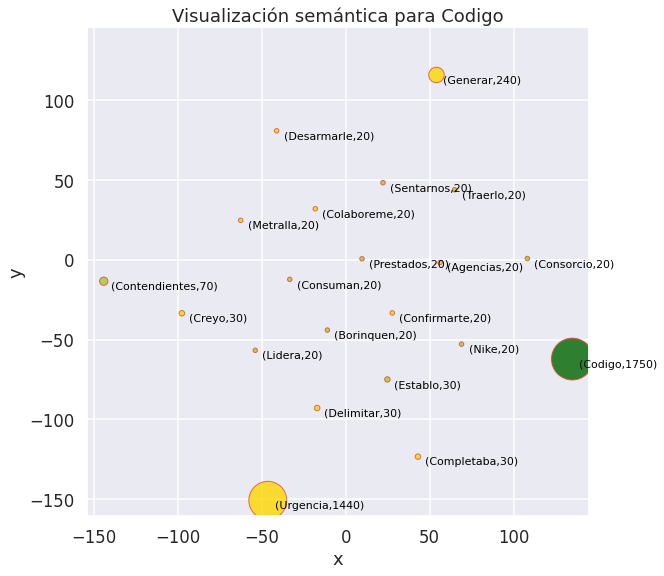 Visualización semántica para Codigo
(Generar,240)
100
(Desarmarle,20)
50
(Sentarnos,20)
(Traerlo,20)
(Colaboreme,20)
(Metralla,20)
0
(Prestados,20)
(Agencias,20)
(Consorcio,20)
y
(Contendientes,70)
(Consuman,20)
(Creyo,30)
(Confirmarte,20)
−50
(Borinquen,20)
(Lidera,20)
(Nike,20)
(Codigo,1750)
(Establo,30)
−100
(Delimitar,30)
(Completaba,30)
−150
(Urgencia,1440)
−150 −100 −50 0 50 100
x